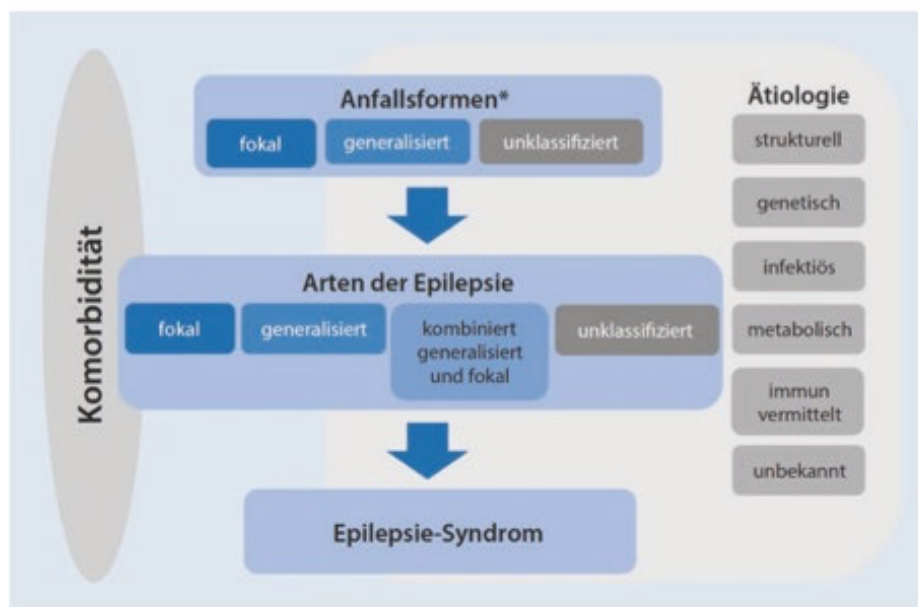 Komorbidität
Anfallsformen*
fokal
generalisiert
unklassifiziert
Arten der Epilepsie
fokal
generalisiert
kombiniert
generalisiert
und fokal
unklassifiziert
Epilepsie-Syndrom
Ätiologie
strukturell
genetisch
infektiös
metabolisch
immun
vermittelt
unbekannt